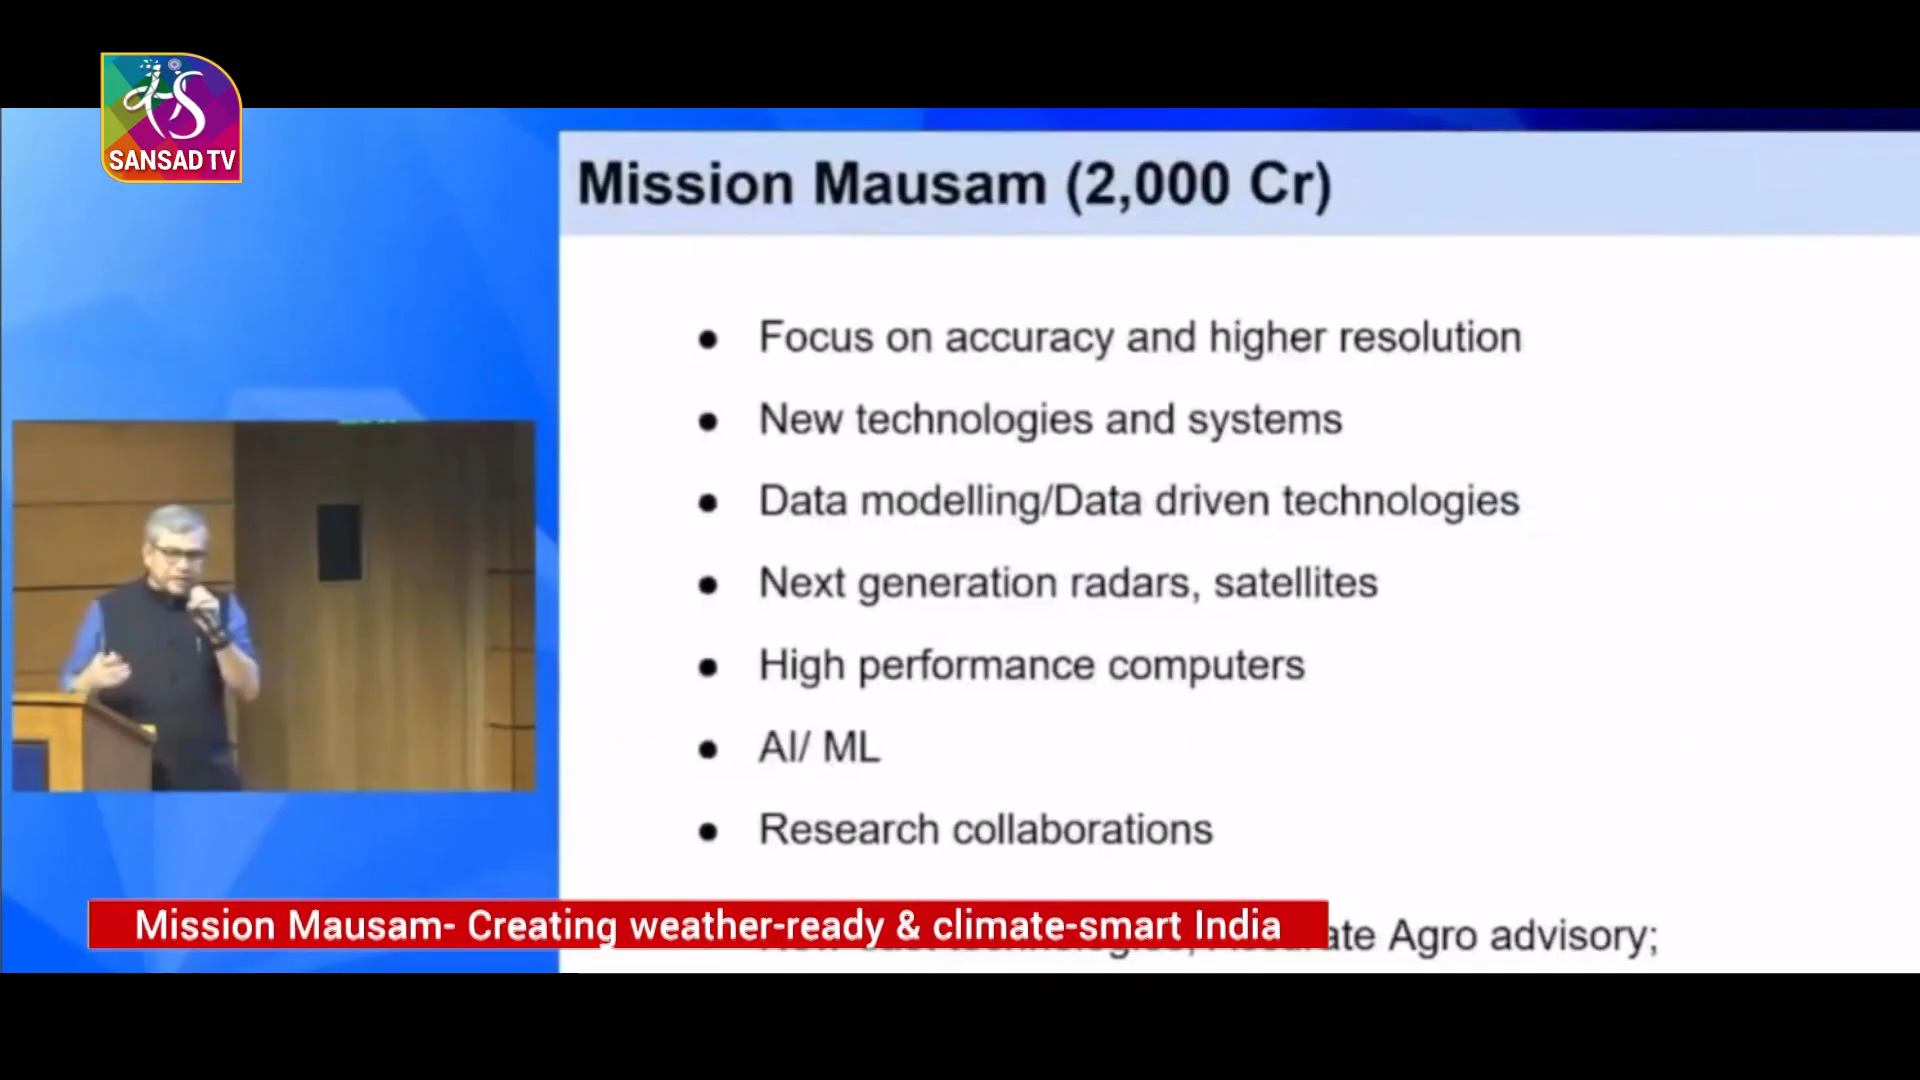 SANSAD TV
Mission Mausam (2,000 Cr)
● Focus on accuracy and higher resolution
● New technologies and systems
● Data modelling/Data driven technologies
● Next generation radars, satellites
● High performance computers
● AI/ ML
● Research collaborations
Mission Mausam- Creating weather-ready & climate-smart India
Agro advisory;